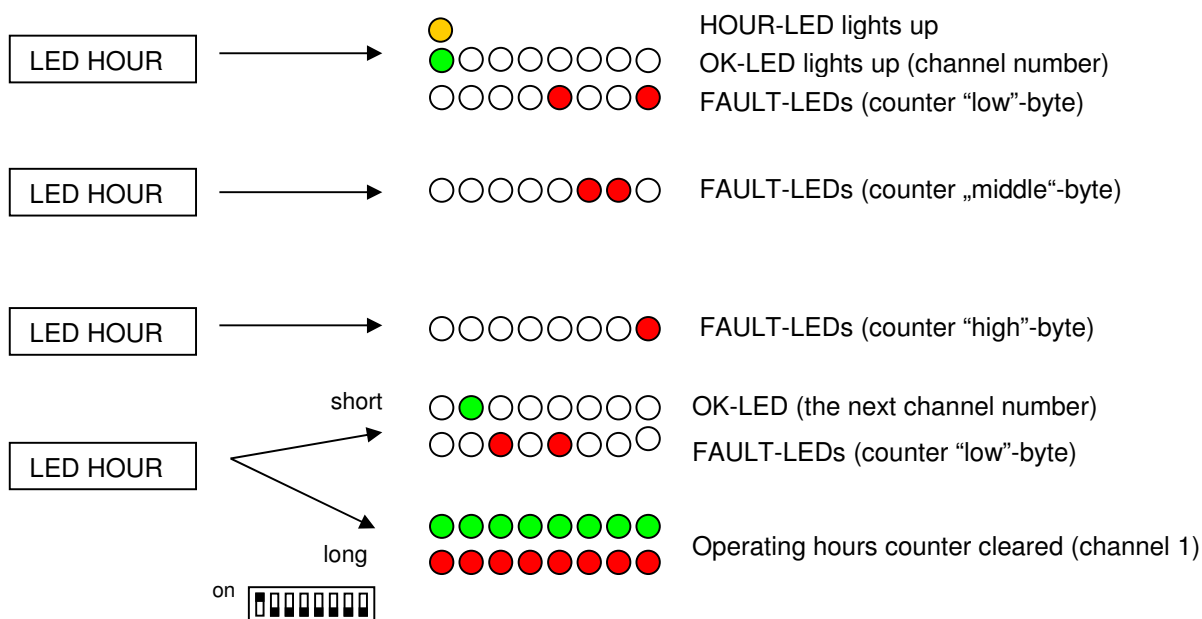 HOUR-LED lights up
LED HOUR
OK-LED lights up (channel number)
FAULT-LEDs (counter “low”-byte)
LED HOUR
FAULT-LEDs (counter „middle“-byte)
LED HOUR
FAULT-LEDs (counter “high”-byte)
short
OK-LED (the next channel number)
LED HOUR
FAULT-LEDs (counter “low”-byte)
long
Operating hours counter cleared (channel 1)
on